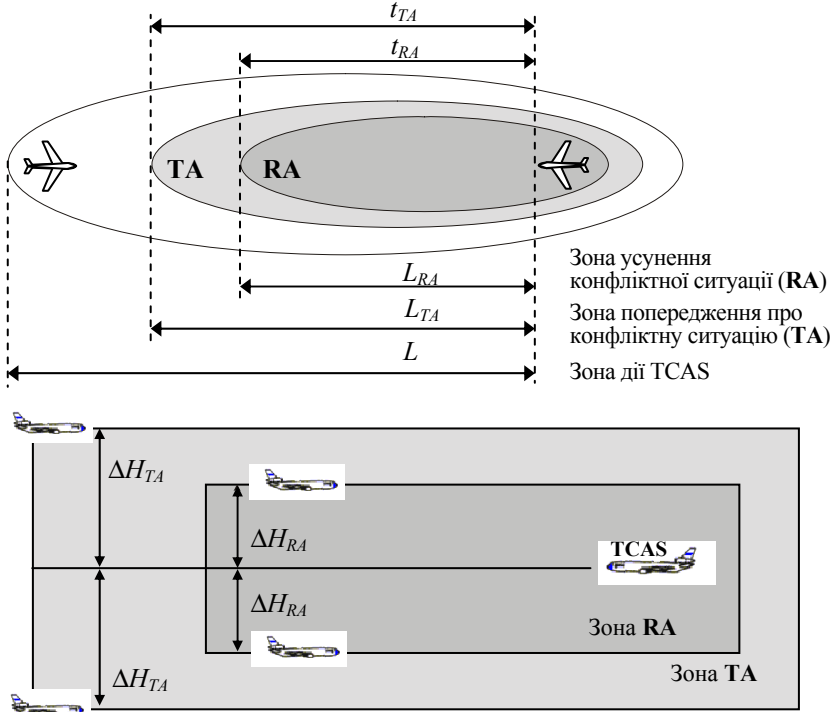 t_TA
t_RA
TA
RA
L_RA
L_TA
L
Зона усунення
конфліктної ситуації (RA)
Зона попередження про
конфліктну ситуацію (TA)
Зона дії TCAS
ΔH_TA
ΔH_RA
TCAS
ΔH_RA
Зона RA
Зона TA
ΔH_TA